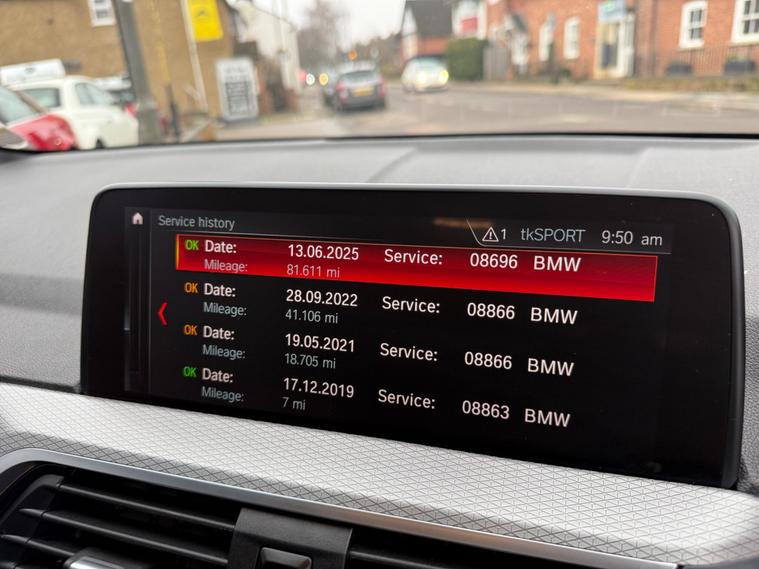 Service history
1 tkSPORT 9:50 am
OK Date: 13.06.2025 Service: 08696 BMW
Mileage: 81.611 mi
OK Date: 28.09.2022 Service: 08866 BMW
Mileage: 41.106 mi
OK Date: 19.05.2021 Service: 08866 BMW
Mileage: 18.705 mi
OK Date: 17.12.2019 Service: 08863 BMW
Mileage: 7 mi